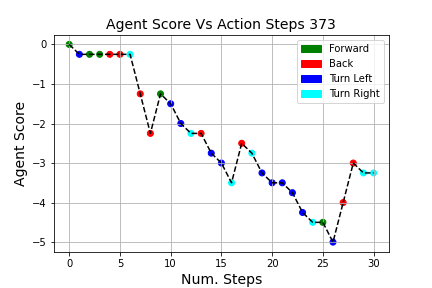 Agent Score Vs Action Steps 373
Agent Score
0
−1
−2
−3
−4
−5
Forward
Back
Turn Left
Turn Right
0 5 10 15 20 25 30
Num. Steps